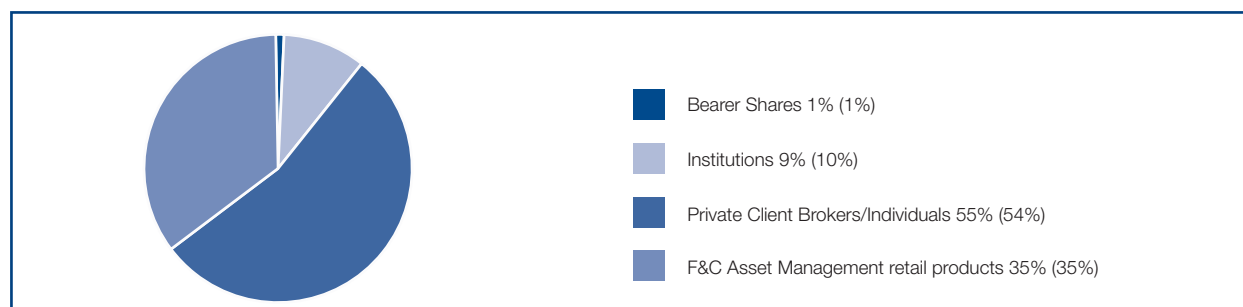 Bearer Shares 1% (1%)
Institutions 9% (10%)
Private Client Brokers/Individuals 55% (54%)
F&C Asset Management retail products 35% (35%)